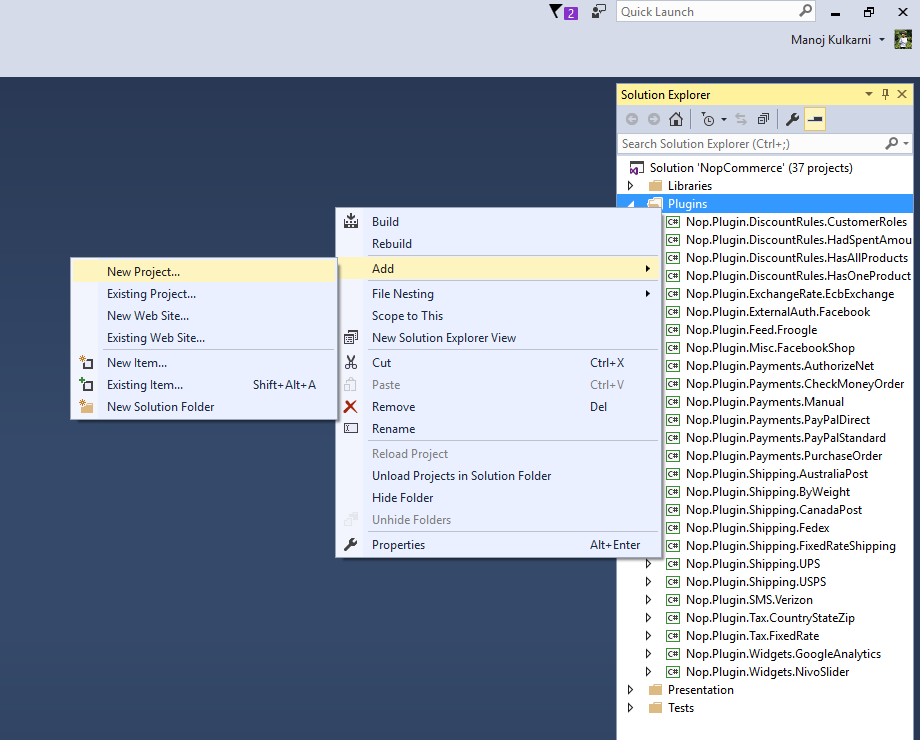 2
Quick Launch
Manoj Kulkarni
Solution Explorer
Search Solution Explorer (Ctrl+;)
Solution 'NopCommerce' (37 projects)
Libraries
Plugins
Nop.Plugin.DiscountRules.CustomerRoles
Nop.Plugin.DiscountRules.HadSpentAmou
Nop.Plugin.DiscountRules.HasAllProducts
Nop.Plugin.DiscountRules.HasOneProduct
Nop.Plugin.ExchangeRate.EcbExchange
Nop.Plugin.ExternalAuth.Facebook
Nop.Plugin.Feed.Froogle
Nop.Plugin.Misc.FacebookShop
Nop.Plugin.Payments.AuthorizeNet
Nop.Plugin.Payments.CheckMoneyOrder
Nop.Plugin.Payments.Manual
Nop.Plugin.Payments.PayPalDirect
Nop.Plugin.Payments.PayPalStandard
Nop.Plugin.Payments.PurchaseOrder
Nop.Plugin.Shipping.AustraliaPost
Nop.Plugin.Shipping.ByWeight
Nop.Plugin.Shipping.CanadaPost
Nop.Plugin.Shipping.Fedex
Nop.Plugin.Shipping.FixedRateShipping
Nop.Plugin.Shipping.UPS
Nop.Plugin.Shipping.USPS
Nop.Plugin.SMS.Verizon
Nop.Plugin.Tax.CountryStateZip
Nop.Plugin.Tax.FixedRate
Nop.Plugin.Widgets.GoogleAnalytics
Nop.Plugin.Widgets.NivoSlider
Presentation
Tests
Build
Rebuild
Add
File Nesting
Scope to This
New Solution Explorer View
Cut Ctrl+X
Paste Ctrl+V
Remove Del
Rename
Reload Project
Unload Projects in Solution Folder
Hide Folder
Unhide Folders
Properties Alt+Enter
New Project...
Existing Project...
New Web Site...
Existing Web Site...
New Item...
Existing Item... Shift+Alt+A
New Solution Folder